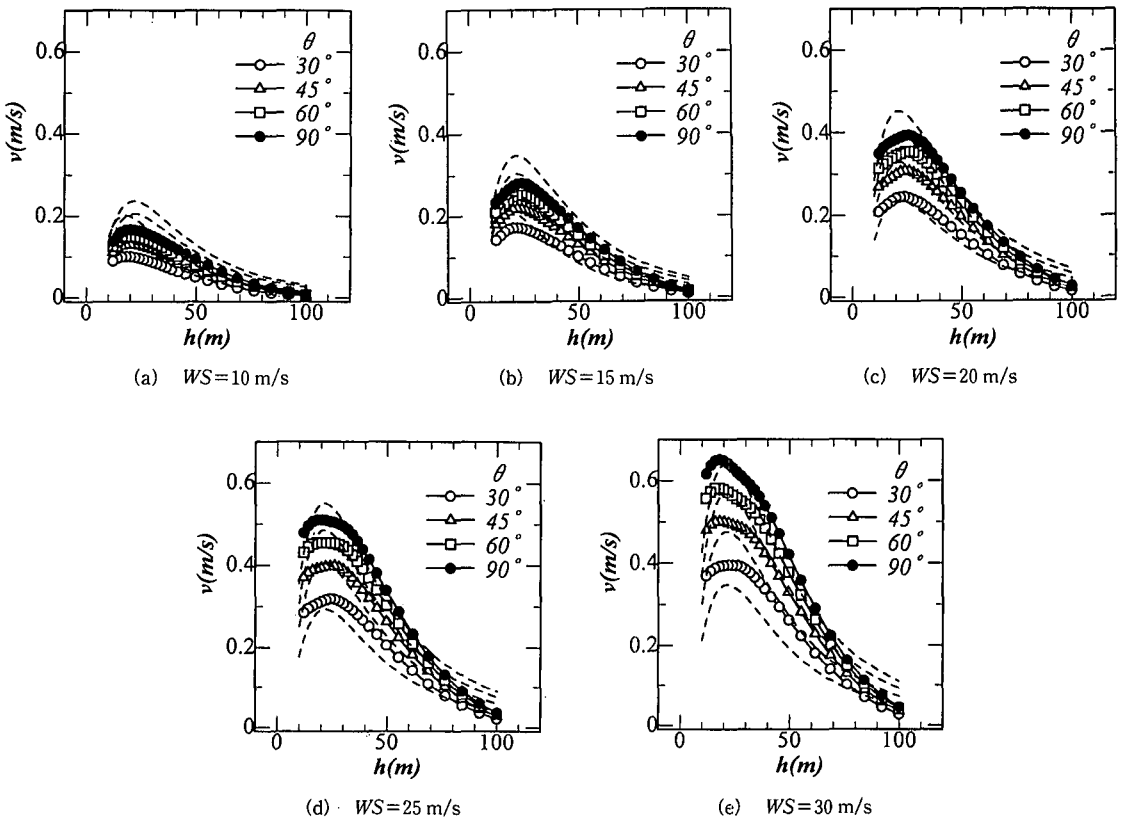 θ
0.6
30°
45°
60°
0.4
90°
v(m/s)
0.2
0
0 50 100
h(m)
(a) WS=10 m/s
θ
0.6
30°
45°
60°
0.4
90°
v(m/s)
0.2
0
0 50 100
h(m)
(b) WS=15 m/s
θ
0.6
30°
45°
60°
0.4
90°
v(m/s)
0.2
0
0 50 100
h(m)
(c) WS=20 m/s
θ
0.6
30°
45°
60°
0.4
90°
v(m/s)
0.2
0
0 50 100
h(m)
(d) WS=25 m/s
θ
0.6
30°
45°
60°
0.4
90°
v(m/s)
0.2
0
0 50 100
h(m)
(e) WS=30 m/s